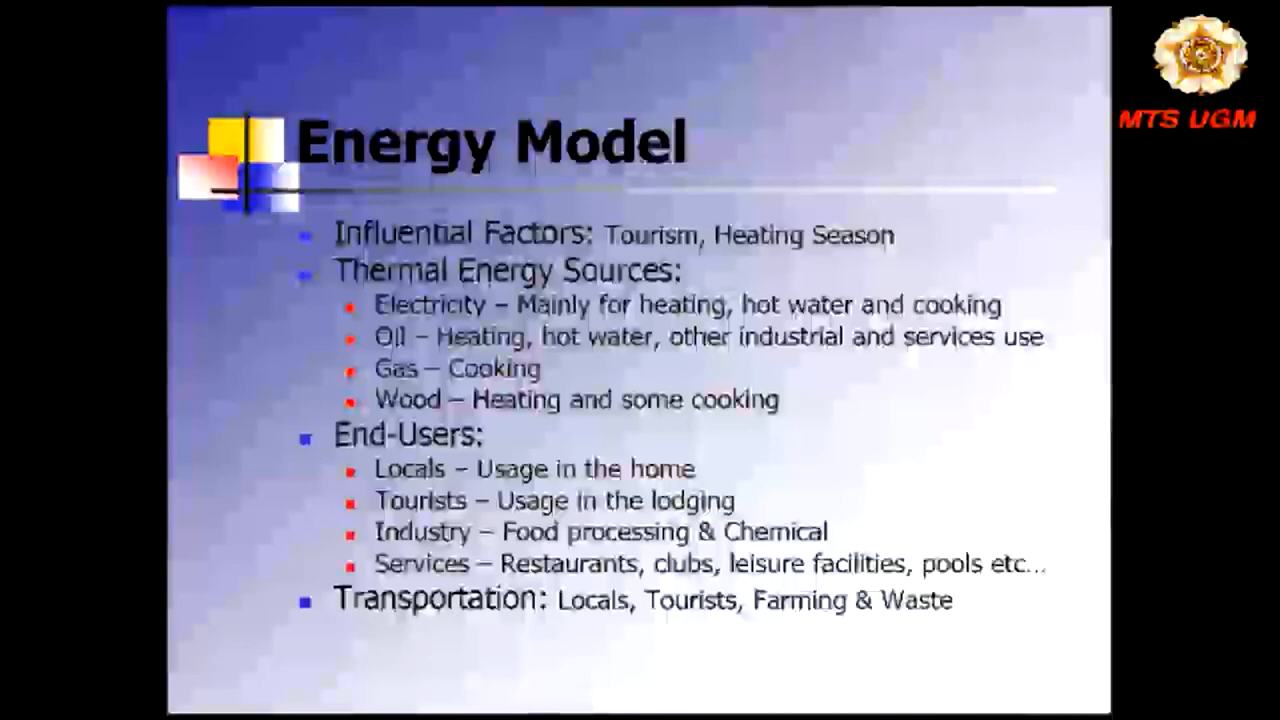 MTS UGM
Energy Model
Influential Factors: Tourism, Heating Season
Thermal Energy Sources:
Electricity – Mainly for heating, hot water and cooking
Oil – Heating, hot water, other industrial and services use
Gas – Cooking
Wood – Heating and some cooking
End-Users:
Locals – Usage in the home
Tourists – Usage in the lodging
Industry – Food processing & Chemical
Services – Restaurants, clubs, leisure facilities, pools etc...
Transportation: Locals, Tourists, Farming & Waste